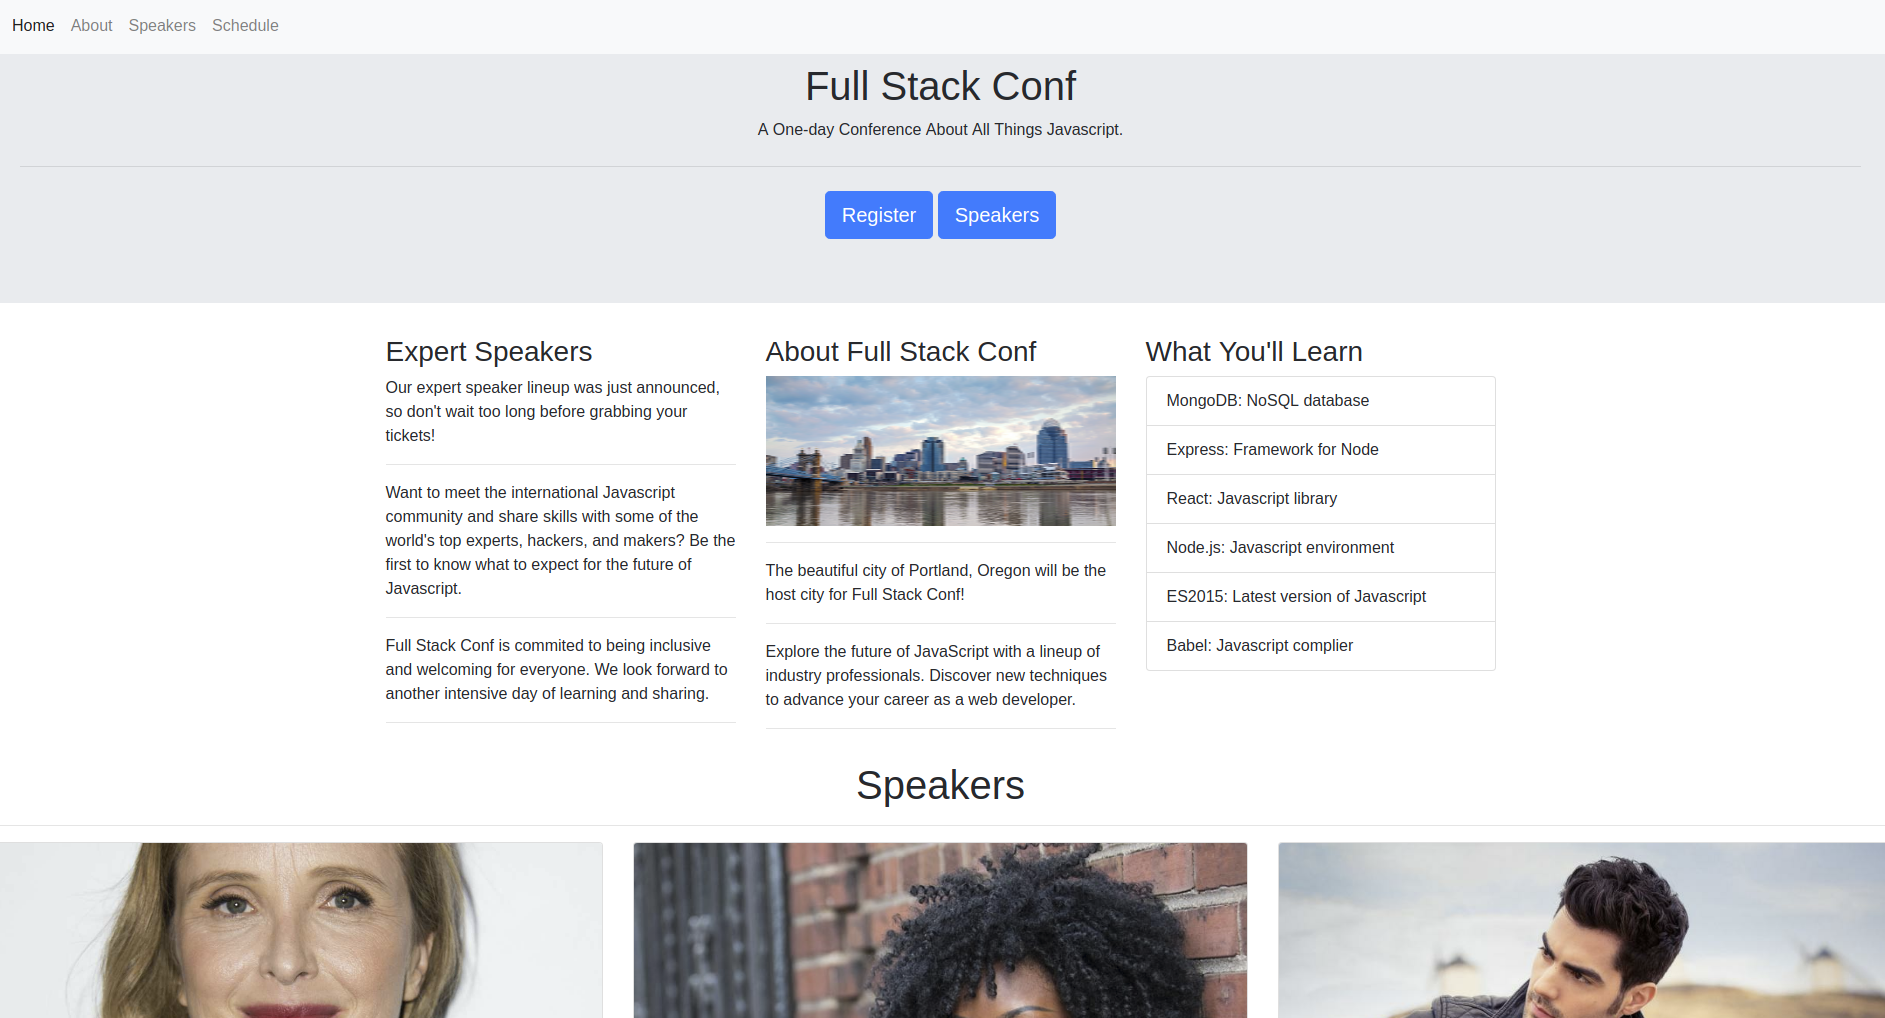 Home About Speakers Schedule
Full Stack Conf
A One-day Conference About All Things Javascript.
Register Speakers
Expert Speakers
Our expert speaker lineup was just announced,
so don't wait too long before grabbing your
tickets!
Want to meet the international Javascript
community and share skills with some of the
world's top experts, hackers, and makers? Be the
first to know what to expect for the future of
Javascript.
Full Stack Conf is commited to being inclusive
and welcoming for everyone. We look forward to
another intensive day of learning and sharing.
About Full Stack Conf
The beautiful city of Portland, Oregon will be the
host city for Full Stack Conf!
Explore the future of JavaScript with a lineup of
industry professionals. Discover new techniques
to advance your career as a web developer.
What You'll Learn
MongoDB: NoSQL database
Express: Framework for Node
React: Javascript library
Node.js: Javascript environment
ES2015: Latest version of Javascript
Babel: Javascript complier
Speakers